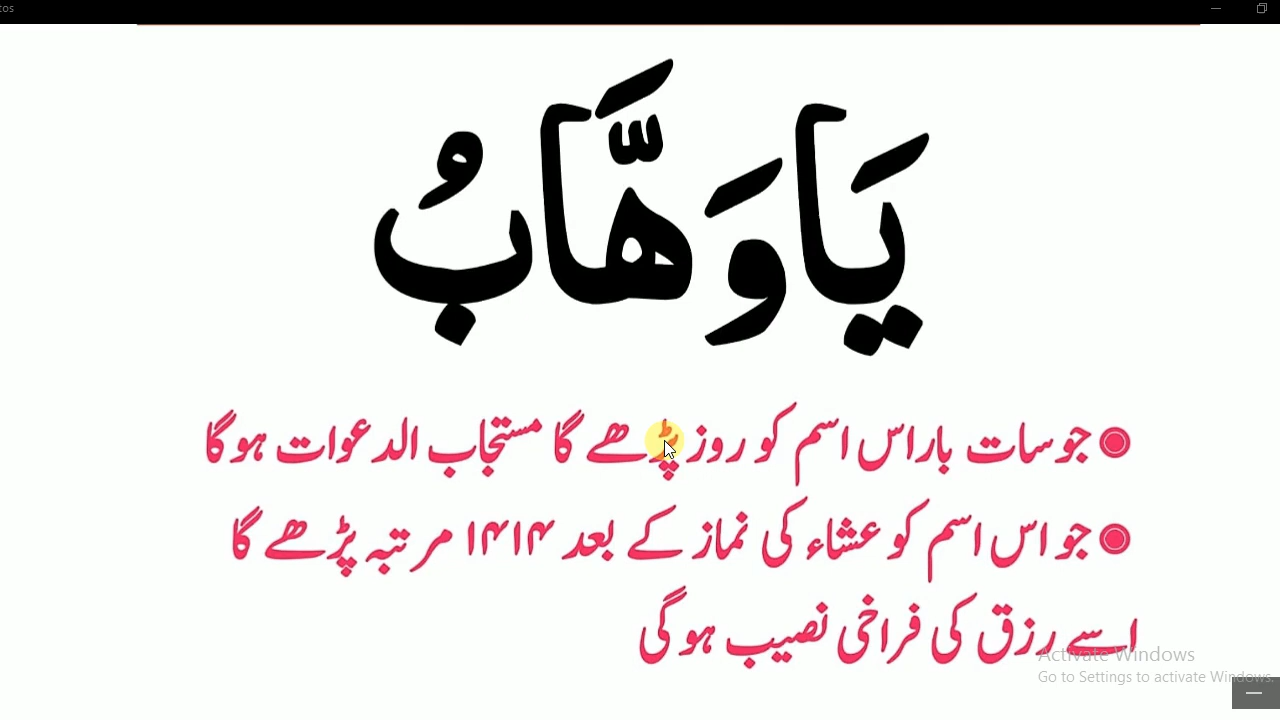 tos
يَا وَهَّابُ
جو سات بار اس اسم کو روز پڑھے گا مستجاب الدعوات ہو گا
جو اس اسم کو عشاء کی نماز کے بعد ۱۴۱۴ مرتبہ پڑھے گا
اسے رزق کی فراخی نصیب ہو گی
Activate Windows
Go to Settings to activate Windows.